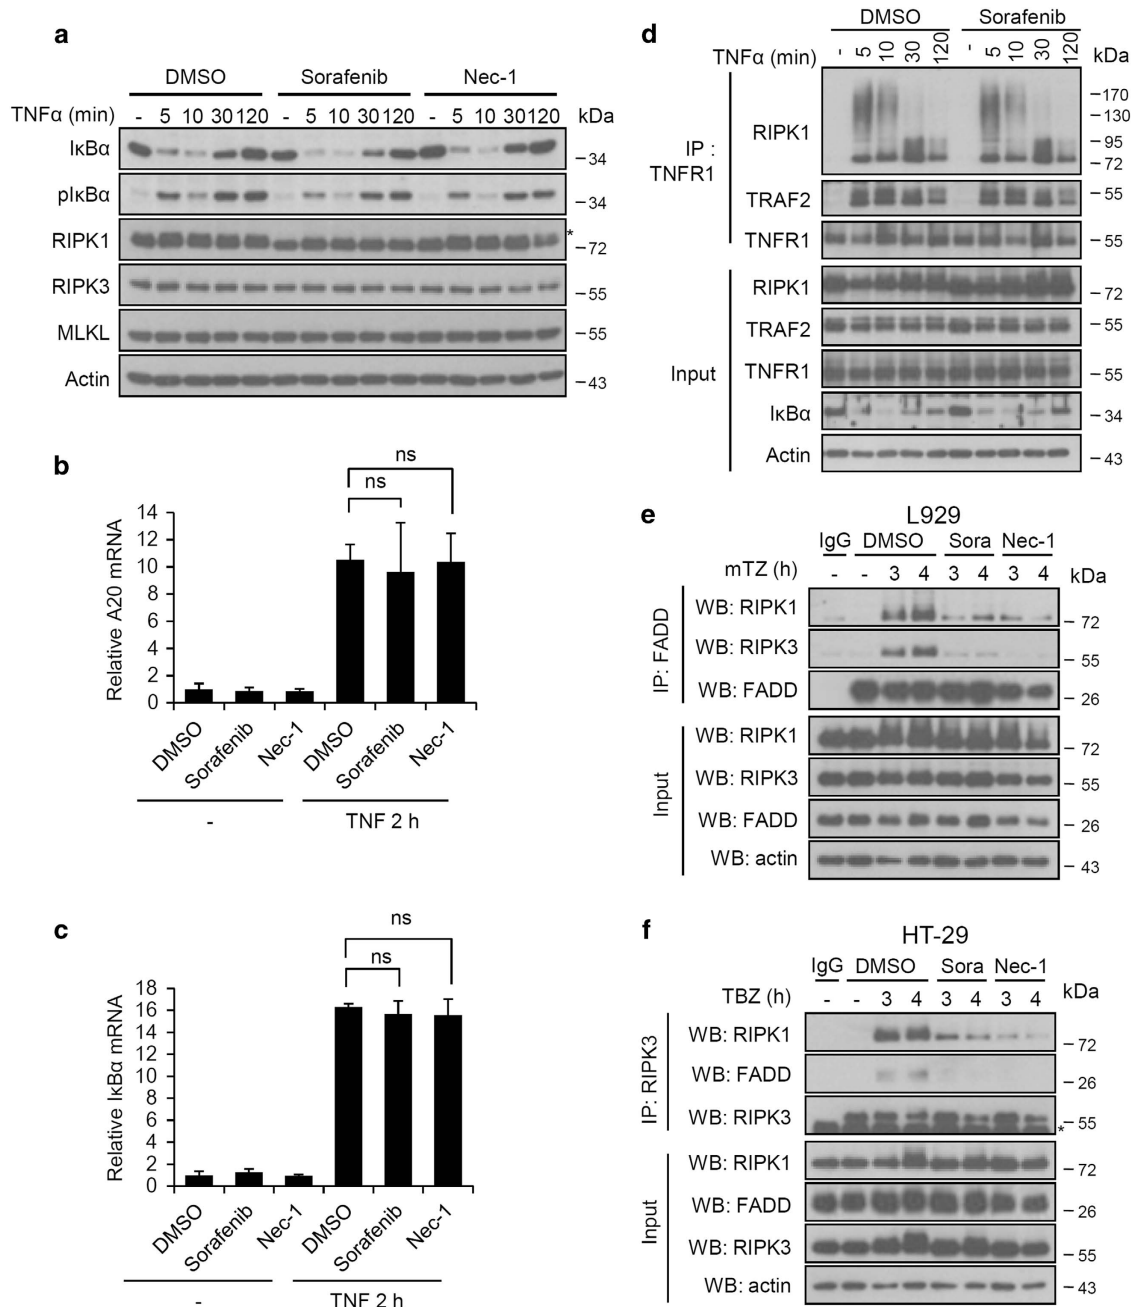 a
DMSO Sorafenib Nec-1
TNFα (min) - 5 10 30 120 - 5 10 30 120 - 5 10 30 120 kDa
IκBα 34
pIκBα 34
RIPK1 * 72
RIPK3 55
MLKL 55
Actin 43
b
ns
ns
Relative A20 mRNA
14
12
10
8
6
4
2
0
DMSO Sorafenib Nec-1 DMSO Sorafenib Nec-1
- TNF 2 h
c
ns
ns
Relative IκBα mRNA
18
16
14
12
10
8
6
4
2
0
DMSO Sorafenib Nec-1 DMSO Sorafenib Nec-1
- TNF 2 h
d
DMSO Sorafenib
TNFα (min) - 5 10 30 120 - 5 10 30 120 kDa
IP : TNFR1
RIPK1
170
130
95
72
TRAF2 55
TNFR1 55
Input
RIPK1 72
TRAF2 55
TNFR1 55
IκBα 34
Actin 43
e
L929
IgG DMSO Sora Nec-1
mTZ (h) - - 3 4 3 4 3 4 kDa
IP: FADD
WB: RIPK1 72
WB: RIPK3 55
WB: FADD 26
Input
WB: RIPK1 72
WB: RIPK3 55
WB: FADD 26
WB: actin 43
f
HT-29
IgG DMSO Sora Nec-1
TBZ (h) - - 3 4 3 4 3 4 kDa
IP: RIPK3
WB: RIPK1 72
WB: FADD 26
WB: RIPK3 55 *
Input
WB: RIPK1 72
WB: FADD 26
WB: RIPK3 55
WB: actin 43